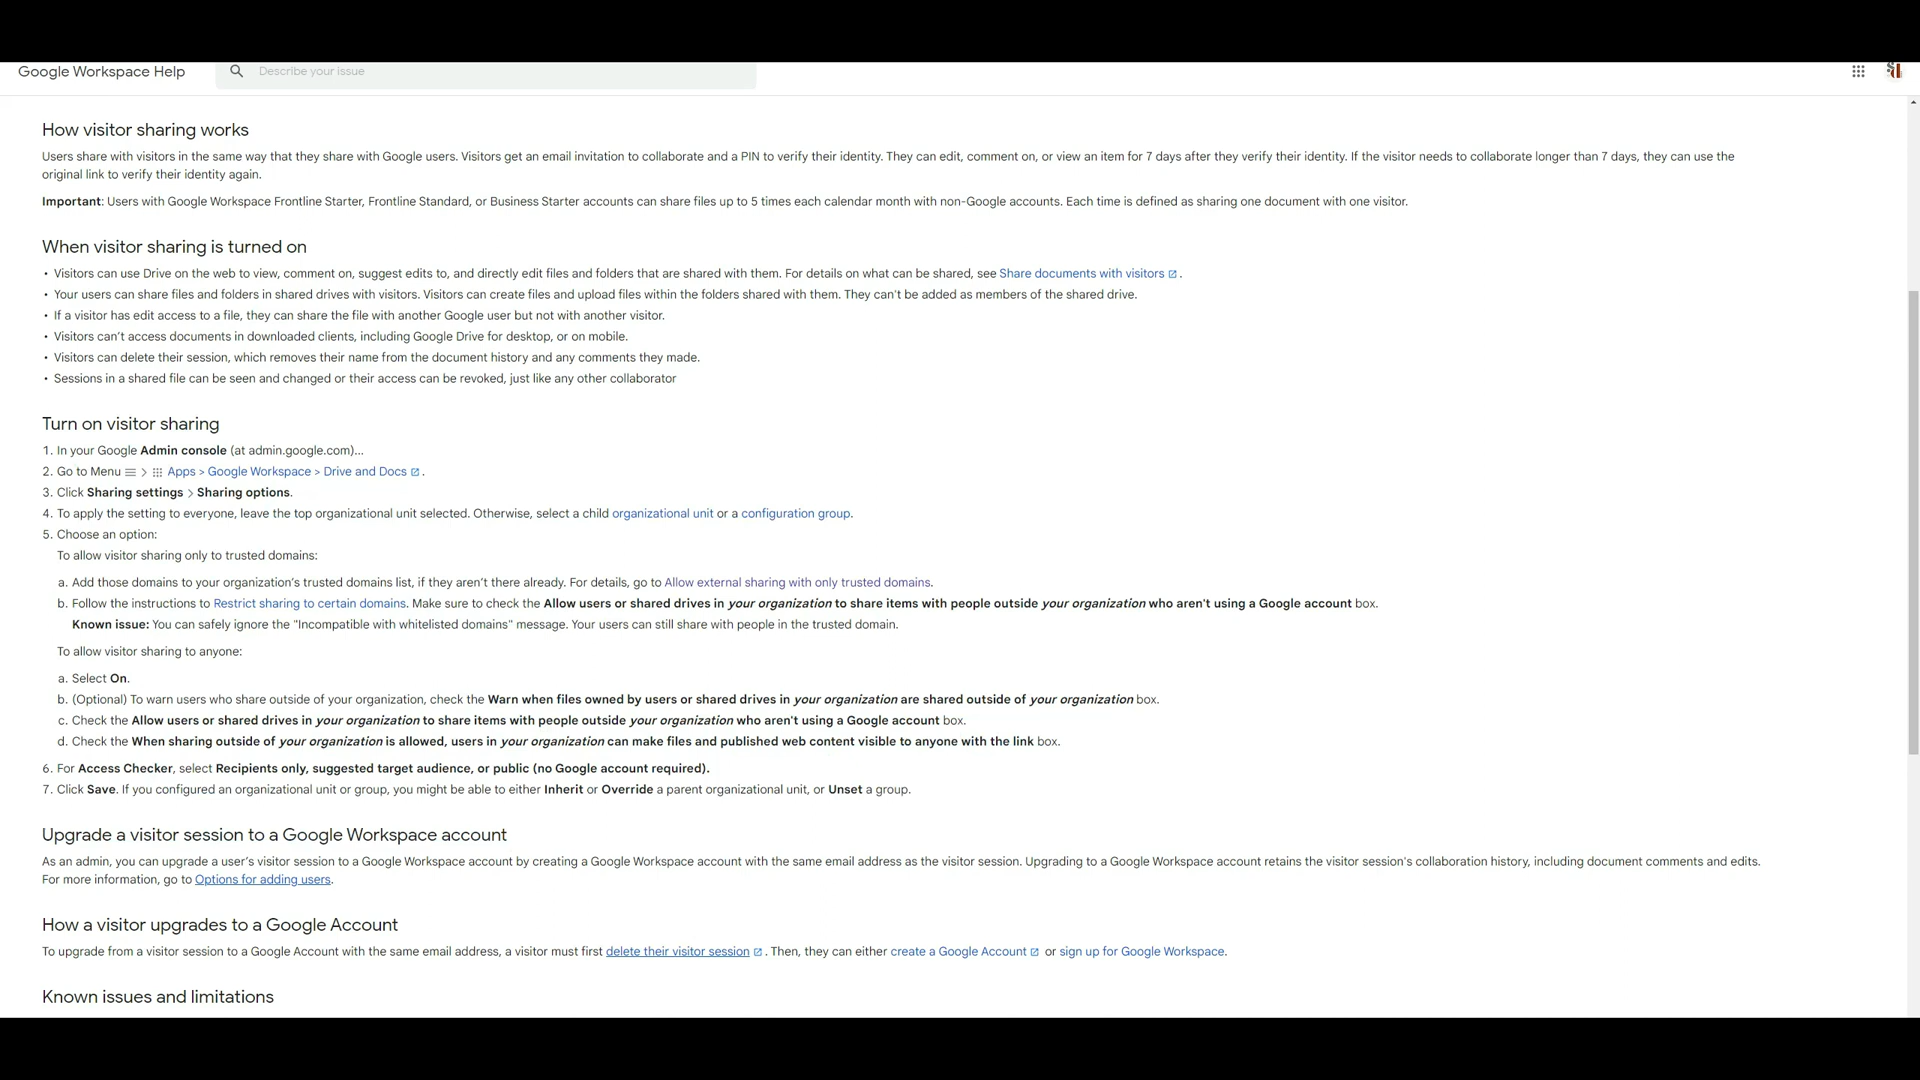 Google Workspace Help
Describe your issue
How visitor sharing works
Users share with visitors in the same way that they share with Google users. Visitors get an email invitation to collaborate and a PIN to verify their identity. They can edit, comment on, or view an item for 7 days after they verify their identity. If the visitor needs to collaborate longer than 7 days, they can use the
original link to verify their identity again.
Important: Users with Google Workspace Frontline Starter, Frontline Standard, or Business Starter accounts can share files up to 5 times each calendar month with non-Google accounts. Each time is defined as sharing one document with one visitor.
When visitor sharing is turned on
• Visitors can use Drive on the web to view, comment on, suggest edits to, and directly edit files and folders that are shared with them. For details on what can be shared, see Share documents with visitors .
• Your users can share files and folders in shared drives with visitors. Visitors can create files and upload files within the folders shared with them. They can't be added as members of the shared drive.
• If a visitor has edit access to a file, they can share the file with another Google user but not with another visitor.
• Visitors can’t access documents in downloaded clients, including Google Drive for desktop, or on mobile.
• Visitors can delete their session, which removes their name from the document history and any comments they made.
• Sessions in a shared file can be seen and changed or their access can be revoked, just like any other collaborator
Turn on visitor sharing
1. In your Google Admin console (at admin.google.com)...
2. Go to Menu > Apps > Google Workspace > Drive and Docs .
3. Click Sharing settings > Sharing options.
4. To apply the setting to everyone, leave the top organizational unit selected. Otherwise, select a child organizational unit or a configuration group.
5. Choose an option:
To allow visitor sharing only to trusted domains:
a. Add those domains to your organization’s trusted domains list, if they aren’t there already. For details, go to Allow external sharing with only trusted domains.
b. Follow the instructions to Restrict sharing to certain domains. Make sure to check the Allow users or shared drives in your organization to share items with people outside your organization who aren't using a Google account box.
Known issue: You can safely ignore the "Incompatible with whitelisted domains" message. Your users can still share with people in the trusted domain.
To allow visitor sharing to anyone:
a. Select On.
b. (Optional) To warn users who share outside of your organization, check the Warn when files owned by users or shared drives in your organization are shared outside of your organization box.
c. Check the Allow users or shared drives in your organization to share items with people outside your organization who aren't using a Google account box.
d. Check the When sharing outside of your organization is allowed, users in your organization can make files and published web content visible to anyone with the link box.
6. For Access Checker, select Recipients only, suggested target audience, or public (no Google account required).
7. Click Save. If you configured an organizational unit or group, you might be able to either Inherit or Override a parent organizational unit, or Unset a group.
Upgrade a visitor session to a Google Workspace account
As an admin, you can upgrade a user’s visitor session to a Google Workspace account by creating a Google Workspace account with the same email address as the visitor session. Upgrading to a Google Workspace account retains the visitor session's collaboration history, including document comments and edits.
For more information, go to Options for adding users.
How a visitor upgrades to a Google Account
To upgrade from a visitor session to a Google Account with the same email address, a visitor must first delete their visitor session . Then, they can either create a Google Account or sign up for Google Workspace.
Known issues and limitations